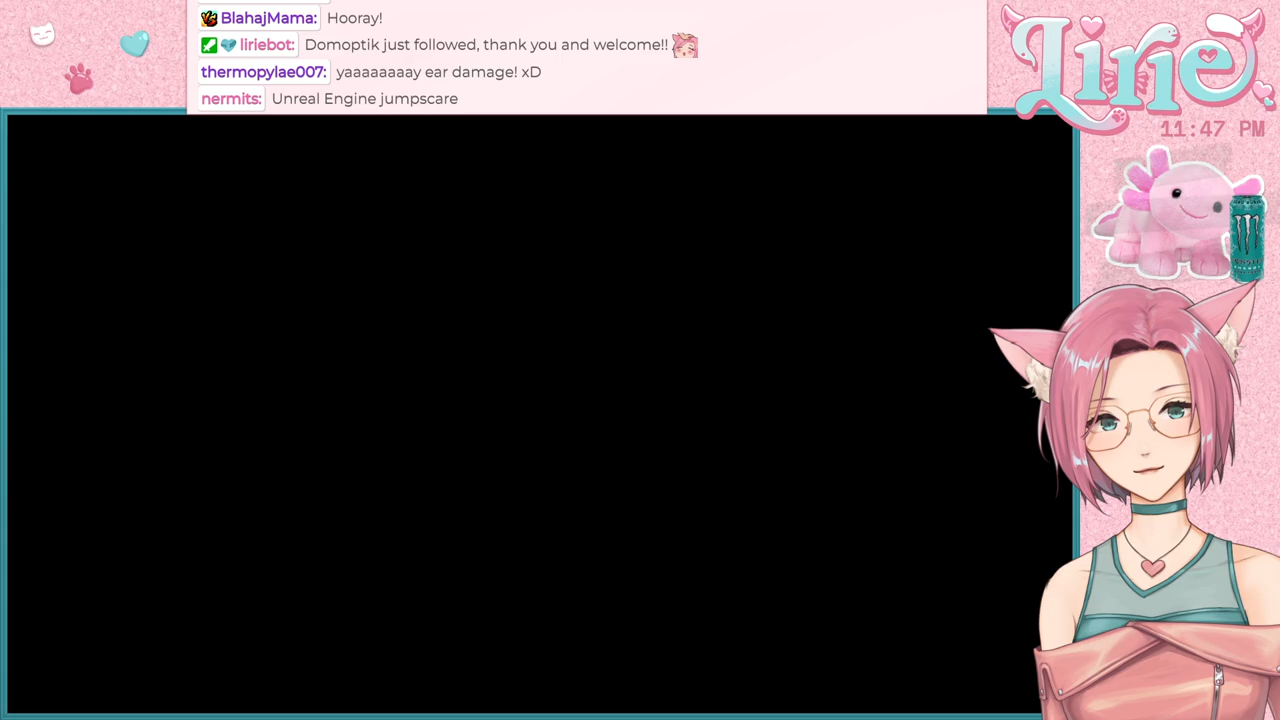 BlahajMama: Hooray!
liriebot: Domoptik just followed, thank you and welcome!!
thermopylae007: yaaaaaaaay ear damage! xD
nermits: Unreal Engine jumpscare
Lirie
11:47 PM